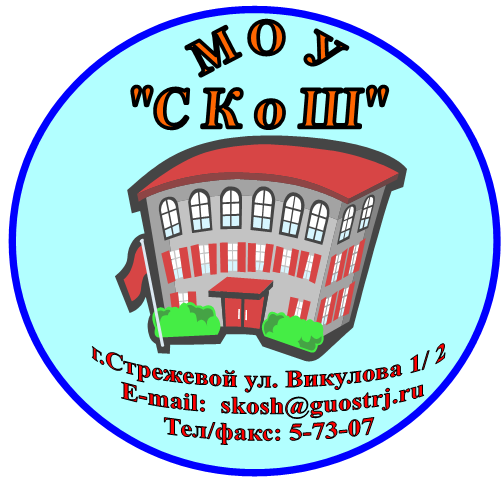 МОУ
"СКоШ"
г.Стрежевой ул. Викулова 1/ 2
E-mail: skosh@guostrj.ru
Тел/факс: 5-73-07